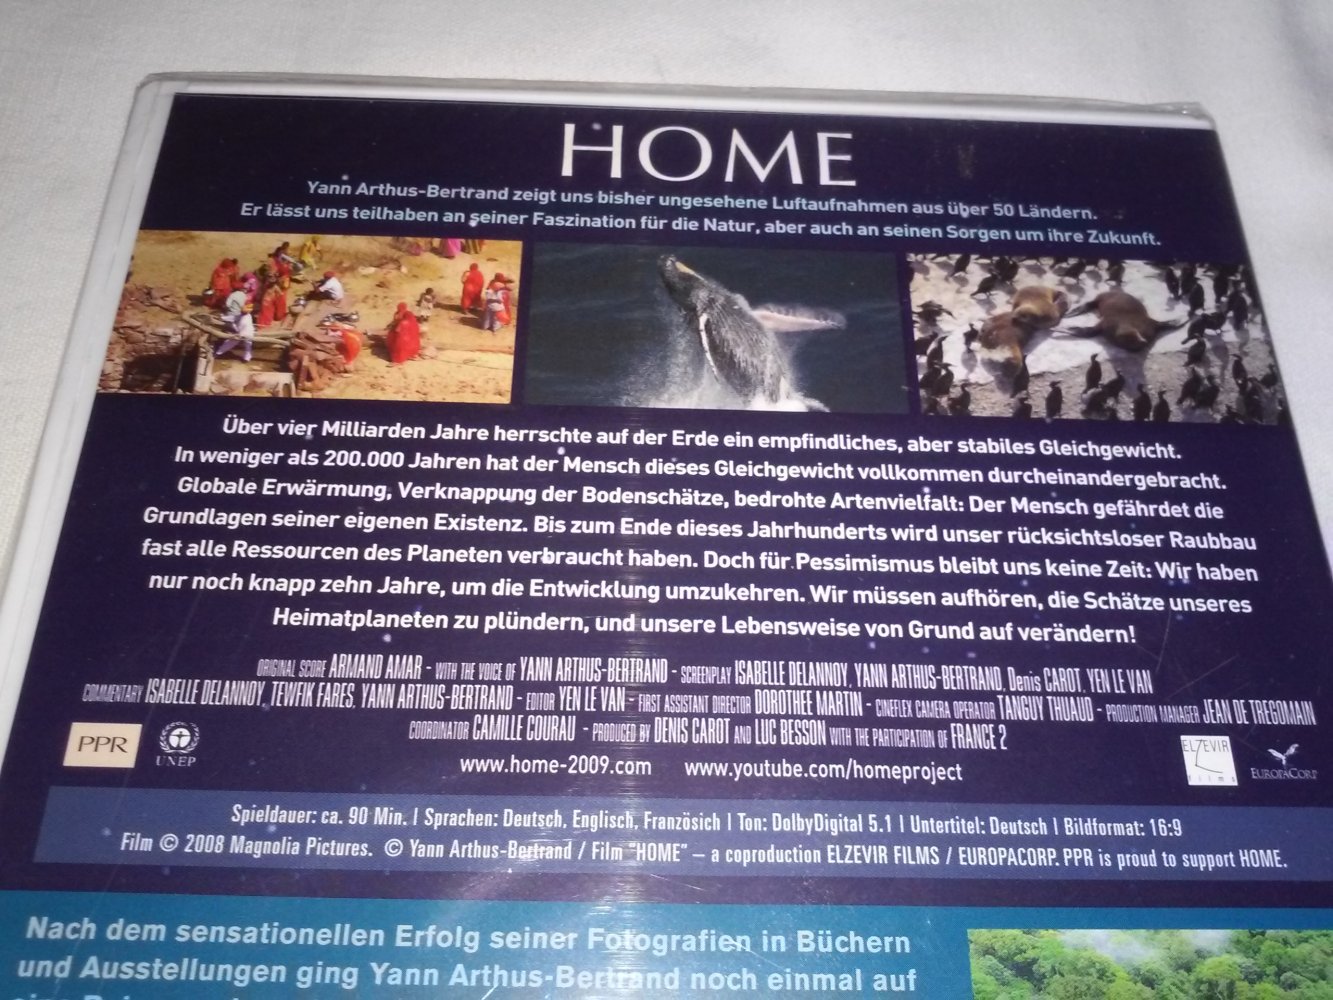 HOME
Yann Arthus-Bertrand zeigt uns bisher ungesehene Luftaufnahmen aus über 50 Ländern.
Er lässt uns teilhaben an seiner Faszination für die Natur, aber auch an seinen Sorgen um ihre Zukunft.
Über vier Milliarden Jahre herrschte auf der Erde ein empfindliches, aber stabiles Gleichgewicht.
In weniger als 200.000 Jahren hat der Mensch dieses Gleichgewicht vollkommen durcheinandergebracht.
Globale Erwärmung, Verknappung der Bodenschätze, bedrohte Artenvielfalt: Der Mensch gefährdet die
Grundlagen seiner eigenen Existenz. Bis zum Ende dieses Jahrhunderts wird unser rücksichtsloser Raubbau
fast alle Ressourcen des Planeten verbraucht haben. Doch für Pessimismus bleibt uns keine Zeit: Wir haben
nur noch knapp zehn Jahre, um die Entwicklung umzukehren. Wir müssen aufhören, die Schätze unseres
Heimatplaneten zu plündern, und unsere Lebensweise von Grund auf verändern!
ORIGINAL SCORE ARMAND AMAR - WITH THE VOICE OF YANN ARTHUS-BERTRAND - SCREENPLAY ISABELLE DELANNOY, YANN ARTHUS-BERTRAND, Denis CAROT, YEN LE VAN
COMMENTARY ISABELLE DELANNOY, TEWFIK FARES, YANN ARTHUS-BERTRAND - EDITOR YEN LE VAN - FIRST ASSISTANT DIRECTOR DOROTHEE MARTIN - CINEFLEX CAMERA OPERATOR TANGUY THUAUD - PRODUCTION MANAGER JEAN DE TREGOMAIN
COORDINATOR CAMILLE COURAU - PRODUCED BY DENIS CAROT AND LUC BESSON WITH THE PARTICIPATION OF FRANCE 2
PPR
UNEP
www.home-2009.com www.youtube.com/homeproject
ELZEVIR
films
EUROPACORP
Spieldauer: ca. 90 Min. | Sprachen: Deutsch, Englisch, Französich | Ton: DolbyDigital 5.1 | Untertitel: Deutsch | Bildformat: 16:9
Film © 2008 Magnolia Pictures. © Yann Arthus-Bertrand / Film "HOME" – a coproduction ELZEVIR FILMS / EUROPACORP. PPR is proud to support HOME.
Nach dem sensationellen Erfolg seiner Fotografien in Büchern
und Ausstellungen ging Yann Arthus-Bertrand noch einmal auf